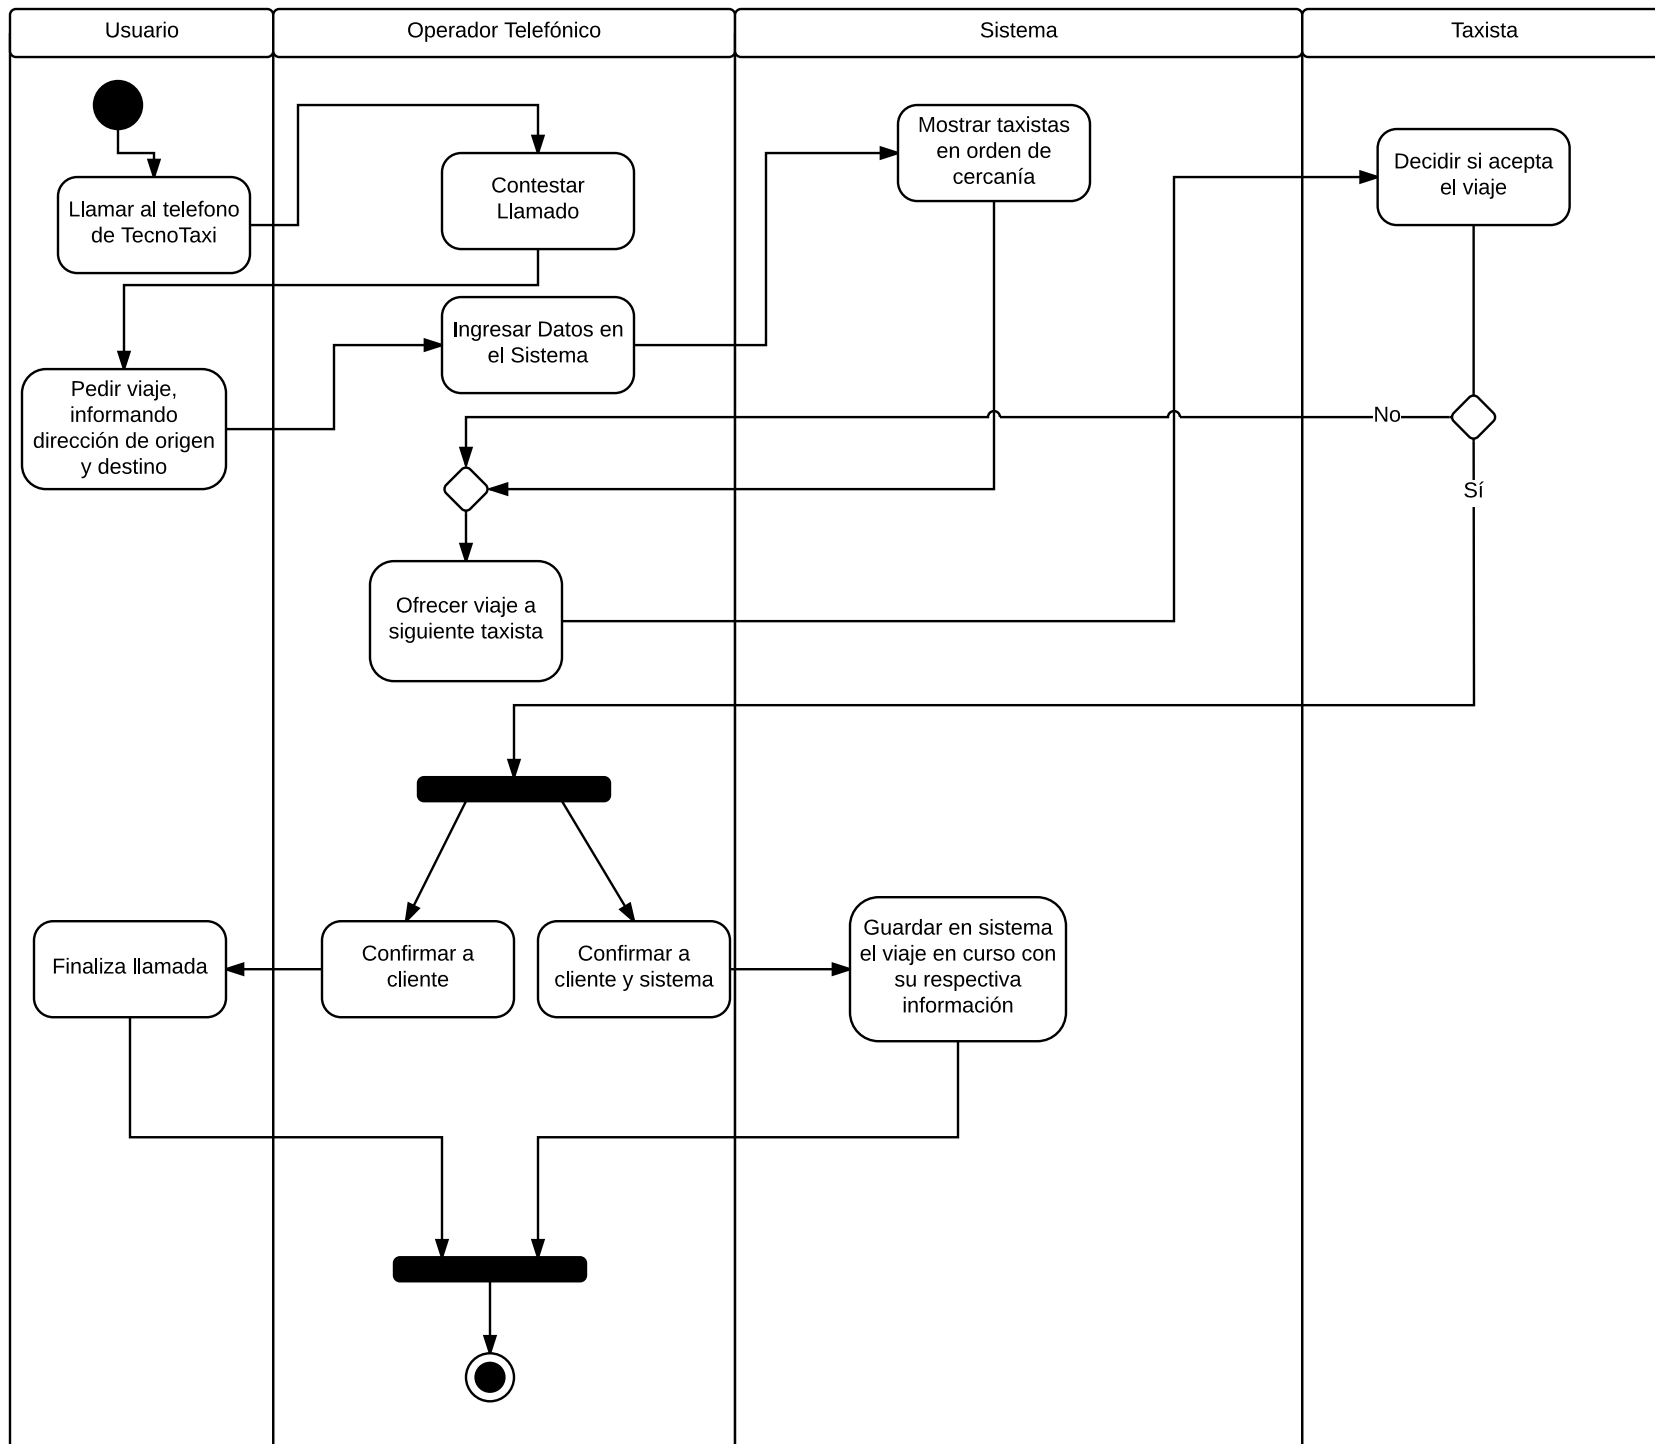 Usuario
Operador Telefónico
Sistema
Taxista
Llamar al telefono
de TecnoTaxi
Contestar
Llamado
Mostrar taxistas
en orden de
cercanía
Decidir si acepta
el viaje
Ingresar Datos en
el Sistema
Pedir viaje,
informando
dirección de origen
y destino
No
Sí
Ofrecer viaje a
siguiente taxista
Finaliza llamada
Confirmar a
cliente
Confirmar a
cliente y sistema
Guardar en sistema
el viaje en curso con
su respectiva
información